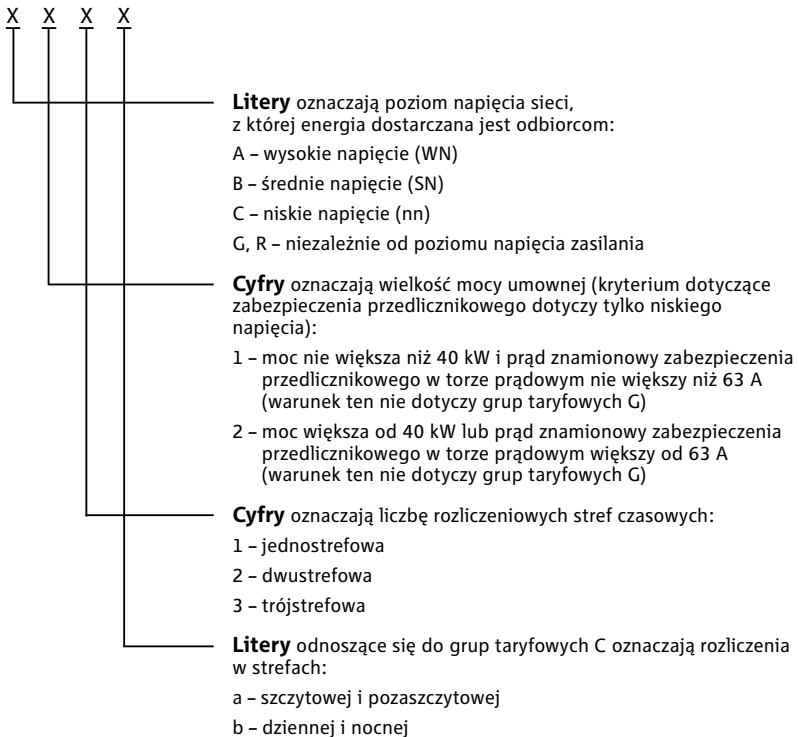 X X X X
Litery oznaczają poziom napięcia sieci,
z której energia dostarczana jest odbiorcom:
A – wysokie napięcie (WN)
B – średnie napięcie (SN)
C – niskie napięcie (nn)
G, R – niezależnie od poziomu napięcia zasilania
Cyfry oznaczają wielkość mocy umownej (kryterium dotyczące
zabezpieczenia przedlicznikowego dotyczy tylko niskiego
napięcia):
1 – moc nie większa niż 40 kW i prąd znamionowy zabezpieczenia
przedlicznikowego w torze prądowym nie większy niż 63 A
(warunek ten nie dotyczy grup taryfowych G)
2 – moc większa od 40 kW lub prąd znamionowy zabezpieczenia
przedlicznikowego w torze prądowym większy od 63 A
(warunek ten nie dotyczy grup taryfowych G)
Cyfry oznaczają liczbę rozliczeniowych stref czasowych:
1 – jednostrefowa
2 – dwustrefowa
3 – trójstrefowa
Litery odnoszące się do grup taryfowych C oznaczają rozliczenia
w strefach:
a – szczytowej i pozaszczytowej
b – dziennej i nocnej